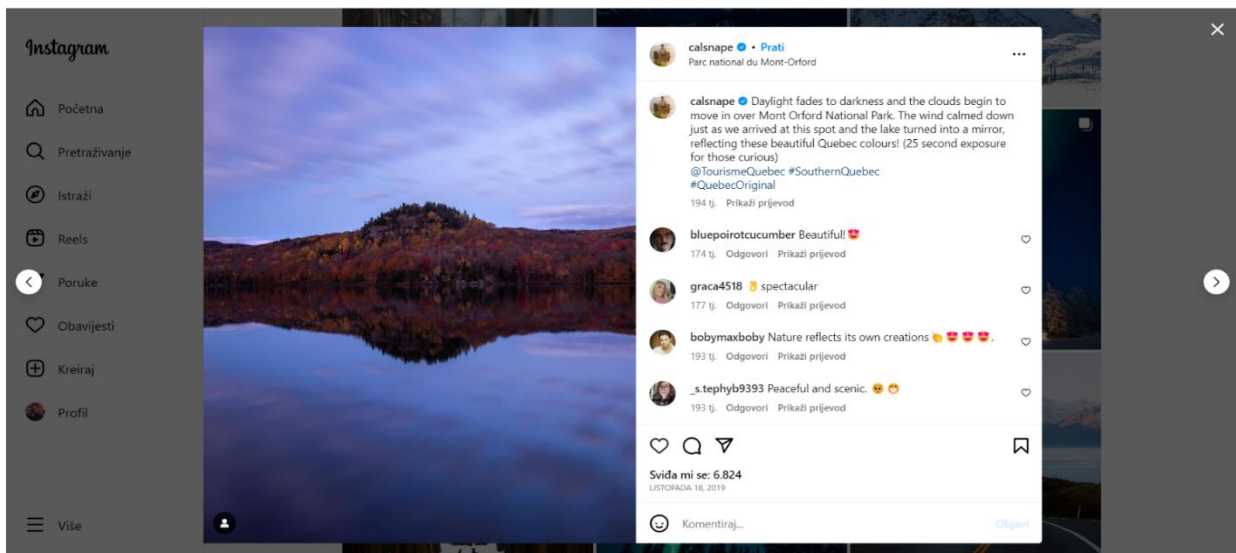 Instagram
Početna
Pretraživanje
Istraži
Reels
Poruke
Obavijesti
Kreiraj
Profil
Više
calsnape • Prati
Parc national du Mont-Orford
calsnape Daylight fades to darkness and the clouds begin to
move in over Mont Orford National Park. The wind calmed down
just as we arrived at this spot and the lake turned into a mirror,
reflecting these beautiful Quebec colours! (25 second exposure
for those curious)
@TourismeQuebec #SouthernQuebec
#QuebecOriginal
194 tj. Prikaži prijevod
bluepoirotcucumber Beautiful! 😍
174 tj. Odgovori Prikaži prijevod
graca4518 👌 spectacular
177 tj. Odgovori Prikaži prijevod
bobymaxboby Nature reflects its own creations 👏 😍 😍 😍 .
193 tj. Odgovori Prikaži prijevod
_s.tephyb9393 Peaceful and scenic. 🥺 😁
193 tj. Odgovori Prikaži prijevod
Sviđa mi se: 6.824
LISTOPADA 18, 2019
Komentiraj... Objavi